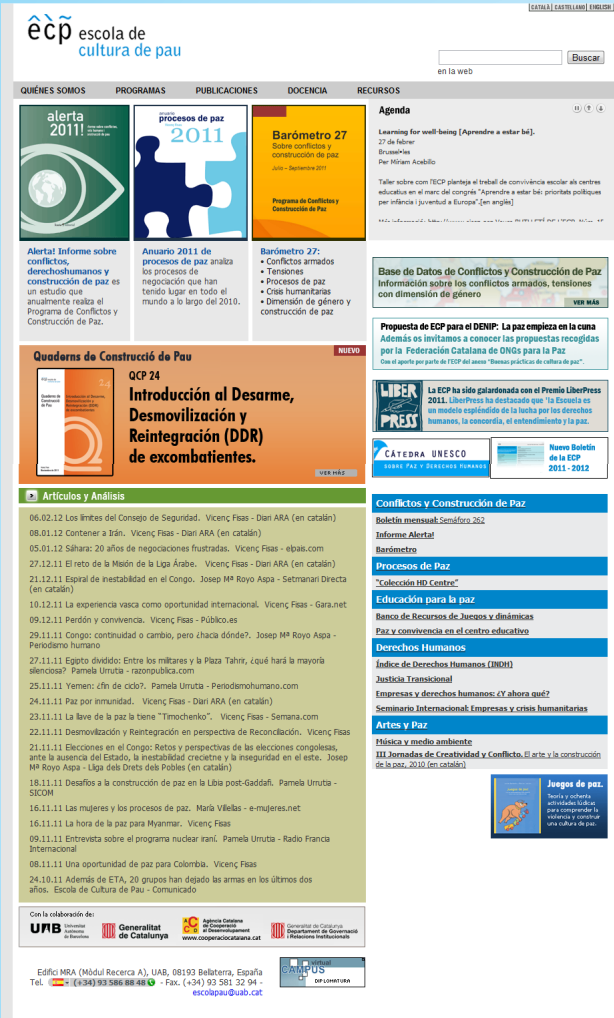 CATALÀ CASTELLANO ENGLISH
ecp escola de
cultura de pau
Buscar
en la web
QUIÉNES SOMOS PROGRAMAS PUBLICACIONES DOCENCIA RECURSOS
alerta
2011!
anuario
procesos de paz
2011
Barómetro 27
Sobre conflictos y
construcción de paz
Julio - Septiembre 2011
Programa de Conflictos y
Construcción de Paz
Alerta! Informe sobre
conflictos,
derechoshumanos y
construcción de paz es
un estudio que
anualmente realiza el
Programa de Conflictos y
Construcción de Paz.
Anuario 2011 de
procesos de paz analiza
los procesos de
negociación que han
tenido lugar en todo el
mundo a lo largo del 2010.
Barómetro 27:
• Conflictos armados
• Tensiones
• Procesos de paz
• Crisis humanitarias
• Dimensión de género y
construcción de paz
Agenda
Learning for well-being [Aprendre a estar bé].
27 de febrer
Brussel•les
Per Míriam Acebillo
Taller sobre com l'ECP planteja el treball de convivència escolar als centres
educatius en el marc del congrés "Aprendre a estar bé: prioritats polítiques
per infància i joventud a Europa".[en anglès]
Base de Datos de Conflictos y Construcción de Paz
Información sobre los conflictos armados, tensiones
con dimensión de género
VER MÁS
Propuesta de ECP para el DENIP: La paz empieza en la cuna
Además os invitamos a conocer las propuestas recogidas
por la Federación Catalana de ONGs para la Paz
Con el aporte por parte de l'ECP del anexo "Buenas prácticas de cultura de paz".
LIBER
PRESS
La ECP ha sido galardonada con el Premio LiberPress
2011. LiberPress ha destacado que 'la Escuela es
un modelo espléndido de la lucha por los derechos
humanos, la concordia, el entendimiento y la paz.
CÁTEDRA UNESCO
SOBRE PAZ Y DERECHOS HUMANOS
Nuevo Boletín
de la ECP
2011 - 2012
Quaderns de Construcció de Pau
NUEVO
QCP 24
Introducción al Desarme,
Desmovilización y
Reintegración (DDR)
de excombatientes.
VER MÁS
Artículos y Análisis
06.02.12 Los límites del Consejo de Seguridad. Vicenç Fisas - Diari ARA (en catalán)
08.01.12 Contener a Irán. Vicenç Fisas - Diari ARA (en catalán)
05.01.12 Sáhara: 20 años de negociaciones frustradas. Vicenç Fisas - elpais.com
27.12.11 El reto de la Misión de la Liga Árabe. Vicenç Fisas - Diari ARA (en catalán)
21.12.11 Espiral de inestabilidad en el Congo. Josep Mª Royo Aspa - Setmanari Directa
(en catalán)
10.12.11 La experiencia vasca como oportunidad internacional. Vicenç Fisas - Gara.net
09.12.11 Perdón y convivencia. Vicenç Fisas - Público.es
29.11.11 Congo: continuidad o cambio, pero ¿hacia dónde?. Josep Mª Royo Aspa -
Periodismo humano
27.11.11 Egipto dividido: Entre los militares y la Plaza Tahrir, ¿qué hará la mayoría
silenciosa? Pamela Urrutia - razonpublica.com
25.11.11 Yemen: ¿fin de ciclo?. Pamela Urrutia - Periodismohumano.com
24.11.11 Paz por inmunidad. Vicenç Fisas - Diari ARA (en catalán)
23.11.11 La llave de la paz la tiene "Timochenko". Vicenç Fisas - Semana.com
22.11.11 Desmovilización y Reintegración en perspectiva de Reconciliación. Vicenç Fisas
21.11.11 Elecciones en el Congo: Retos y perspectivas de las elecciones congolesas,
ante la ausencia del Estado, la inestabilidad crecietne y la inseguridad en el este. Josep
Mª Royo Aspa - Lliga dels Drets dels Pobles (en catalán)
18.11.11 Desafíos a la construcción de paz en la Libia post-Gaddafi. Pamela Urrutia -
SICOM
16.11.11 Las mujeres y los procesos de paz. María Villellas - e-mujeres.net
16.11.11 La hora de la paz para Myanmar. Vicenç Fisas
09.11.11 Entrevista sobre el programa nuclear iraní. Pamela Urrutia - Radio Francia
Internacional
08.11.11 Una oportunidad de paz para Colombia. Vicenç Fisas
24.10.11 Además de ETA, 20 grupos han dejado las armas en los últimos dos
años. Escola de Cultura de Pau - Comunicado
Conflictos y Construcción de Paz
Boletín mensual: Semáforo 262
Informe Alerta!
Barómetro
Procesos de Paz
"Colección HD Centre"
Educación para la paz
Banco de Recursos de Juegos y dinámicas
Paz y convivencia en el centro educativo
Derechos Humanos
Índice de Derechos Humanos (INDH)
Justicia Transicional
Empresas y derechos humanos: ¿Y ahora qué?
Seminario Internacional: Empresas y crisis humanitarias
Artes y Paz
Música y medio ambiente
III Jornadas de Creatividad y Conflicto. El arte y la construcción
de la paz, 2010 (en catalán)
Juegos de paz.
Teoría y ochenta
actividades lúdicas
para comprender la
violencia y construir
una cultura de paz.
Con la colaboración de:
UAB
Universitat Autònoma
de Barcelona
Generalitat
de Catalunya
Agència Catalana
de Cooperació
al Desenvolupament
www.cooperaciocatalana.cat
Generalitat de Catalunya
Departament de Governació
i Relacions Institucionals
Edifici MRA (Mòdul Recerca A), UAB, 08193 Bellaterra, España
Tel. (+34) 93 586 88 48 - Fax. (+34) 93 581 32 94 -
escolapau@uab.cat
virtual
CAMPUS
DIPLOMATURA